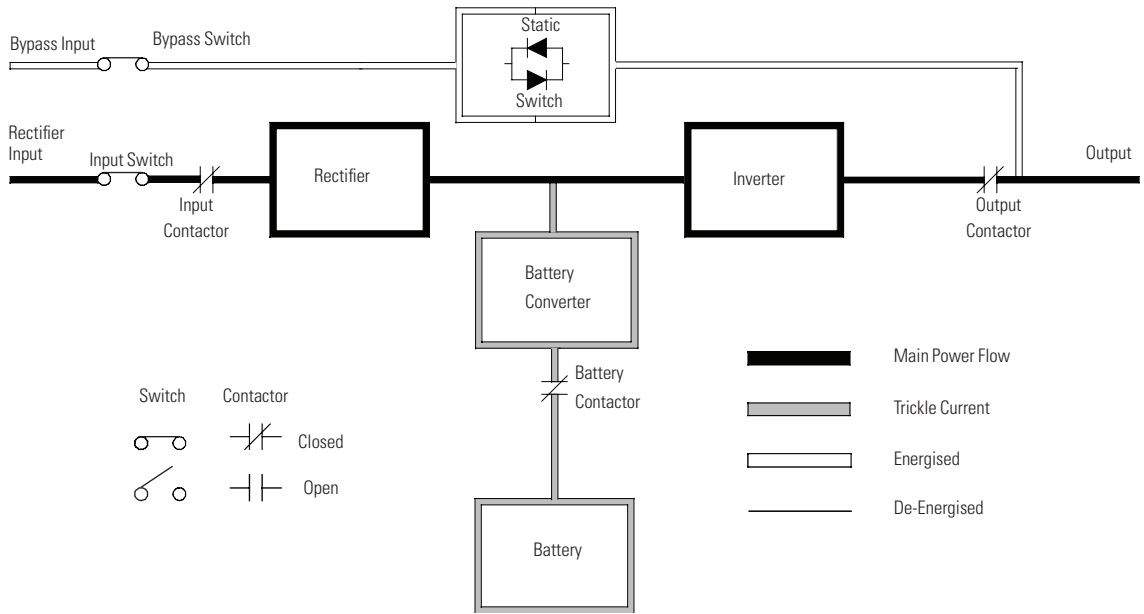 Bypass Input
Bypass Switch
Static
Switch
Rectifier
Input
Input Switch
Input
Contactor
Rectifier
Inverter
Output
Output
Contactor
Battery
Converter
Battery
Contactor
Battery
Switch
Contactor
Closed
Open
Main Power Flow
Trickle Current
Energised
De-Energised